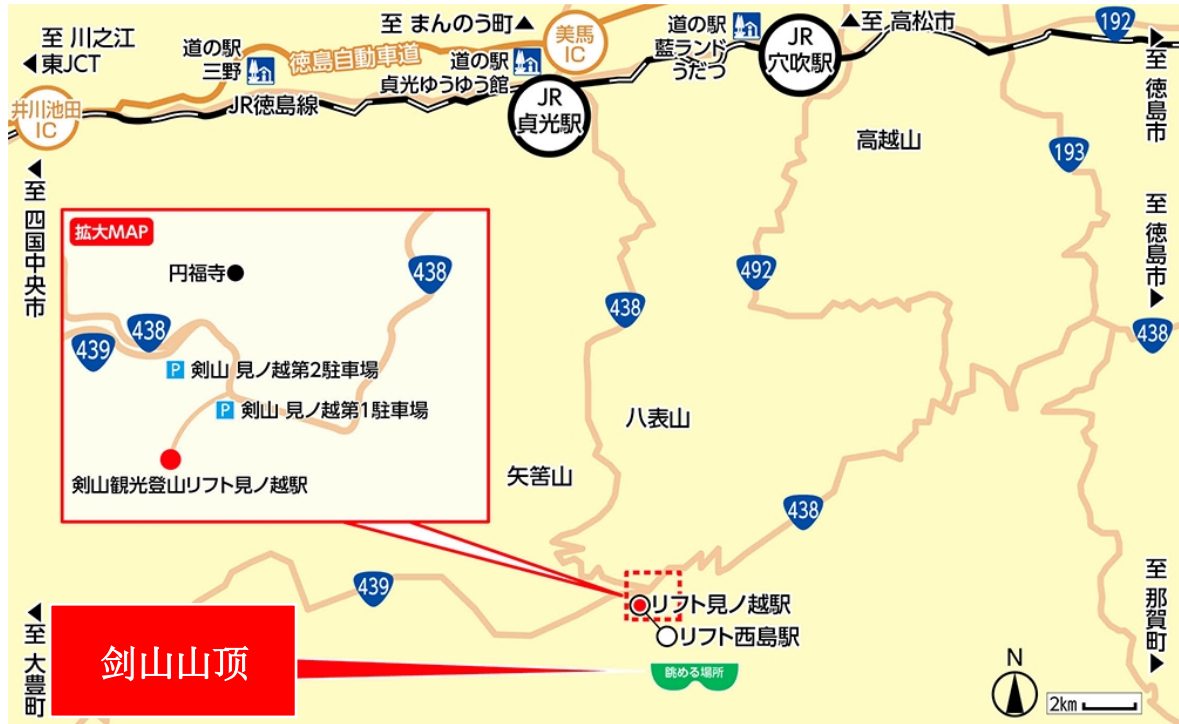 至 川之江
東JCT
道の駅
三野
徳島自動車道
至 まんのう町
道の駅
貞光ゆうゆう館
美馬
IC
道の駅
藍ランド
うだつ
JR
穴吹駅
至 高松市
192
至 徳島市
井川池田
IC
JR徳島線
JR
貞光駅
高越山
193
至 四国中央市
至 徳島市
拡大MAP
円福寺
438
438
439
剣山 見ノ越第2駐車場
剣山 見ノ越第1駐車場
剣山観光登山リフト見ノ越駅
492
438
438
八表山
矢筈山
438
439
リフト見ノ越駅
リフト西島駅
至 那賀町
至 大豊町
剑山山顶
眺める場所
N
2km